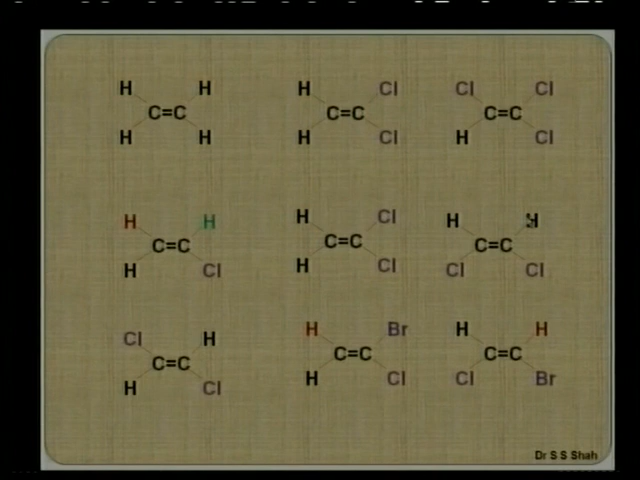 H H H Cl Cl Cl
C=C C=C C=C
H H H Cl H Cl
H H H Cl H H
C=C C=C C=C
H Cl H Cl Cl Cl
Cl H H Br H H
C=C C=C C=C
H Cl H Cl Cl Br
Dr S S Shah